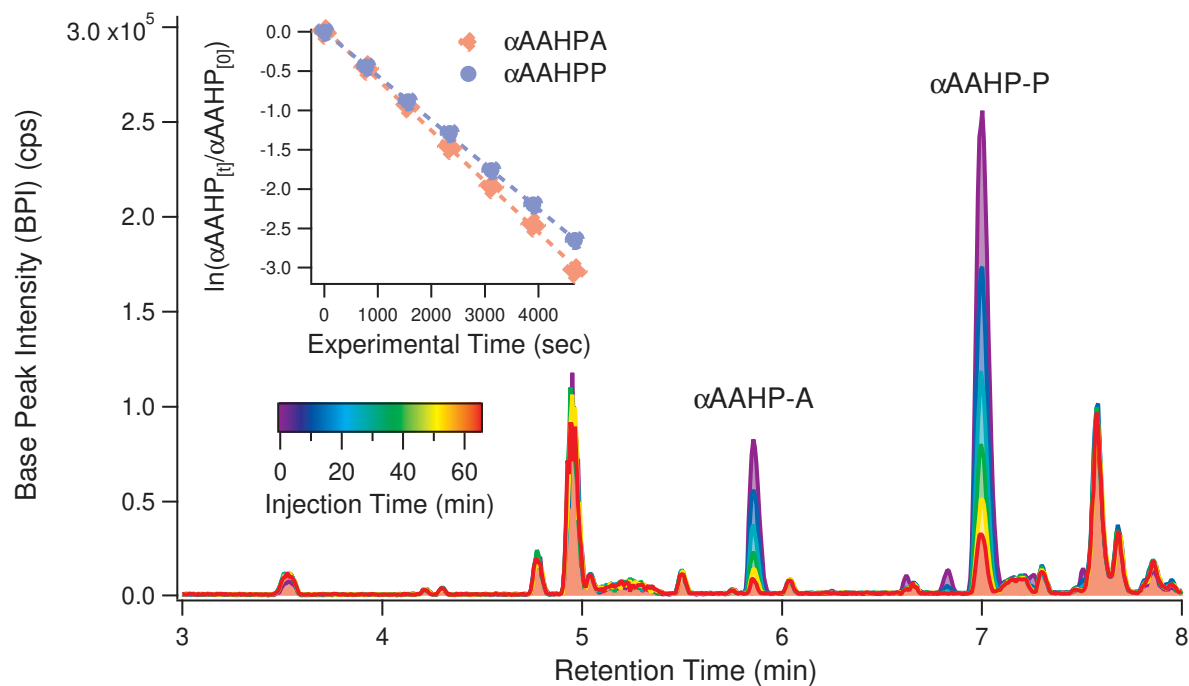 3.0 x10⁵
2.5
2.0
1.5
1.0
0.5
0.0
Base Peak Intensity (BPI) (cps)
3
4
5
6
7
8
Retention Time (min)
0.0
-0.5
-1.0
-1.5
-2.0
-2.5
-3.0
ln(αAAHP[t]/αAAHP[0])
0
1000
2000
3000
4000
Experimental Time (sec)
αAAHPA
αAAHPP
αAAHP-P
αAAHP-A
0
20
40
60
Injection Time (min)